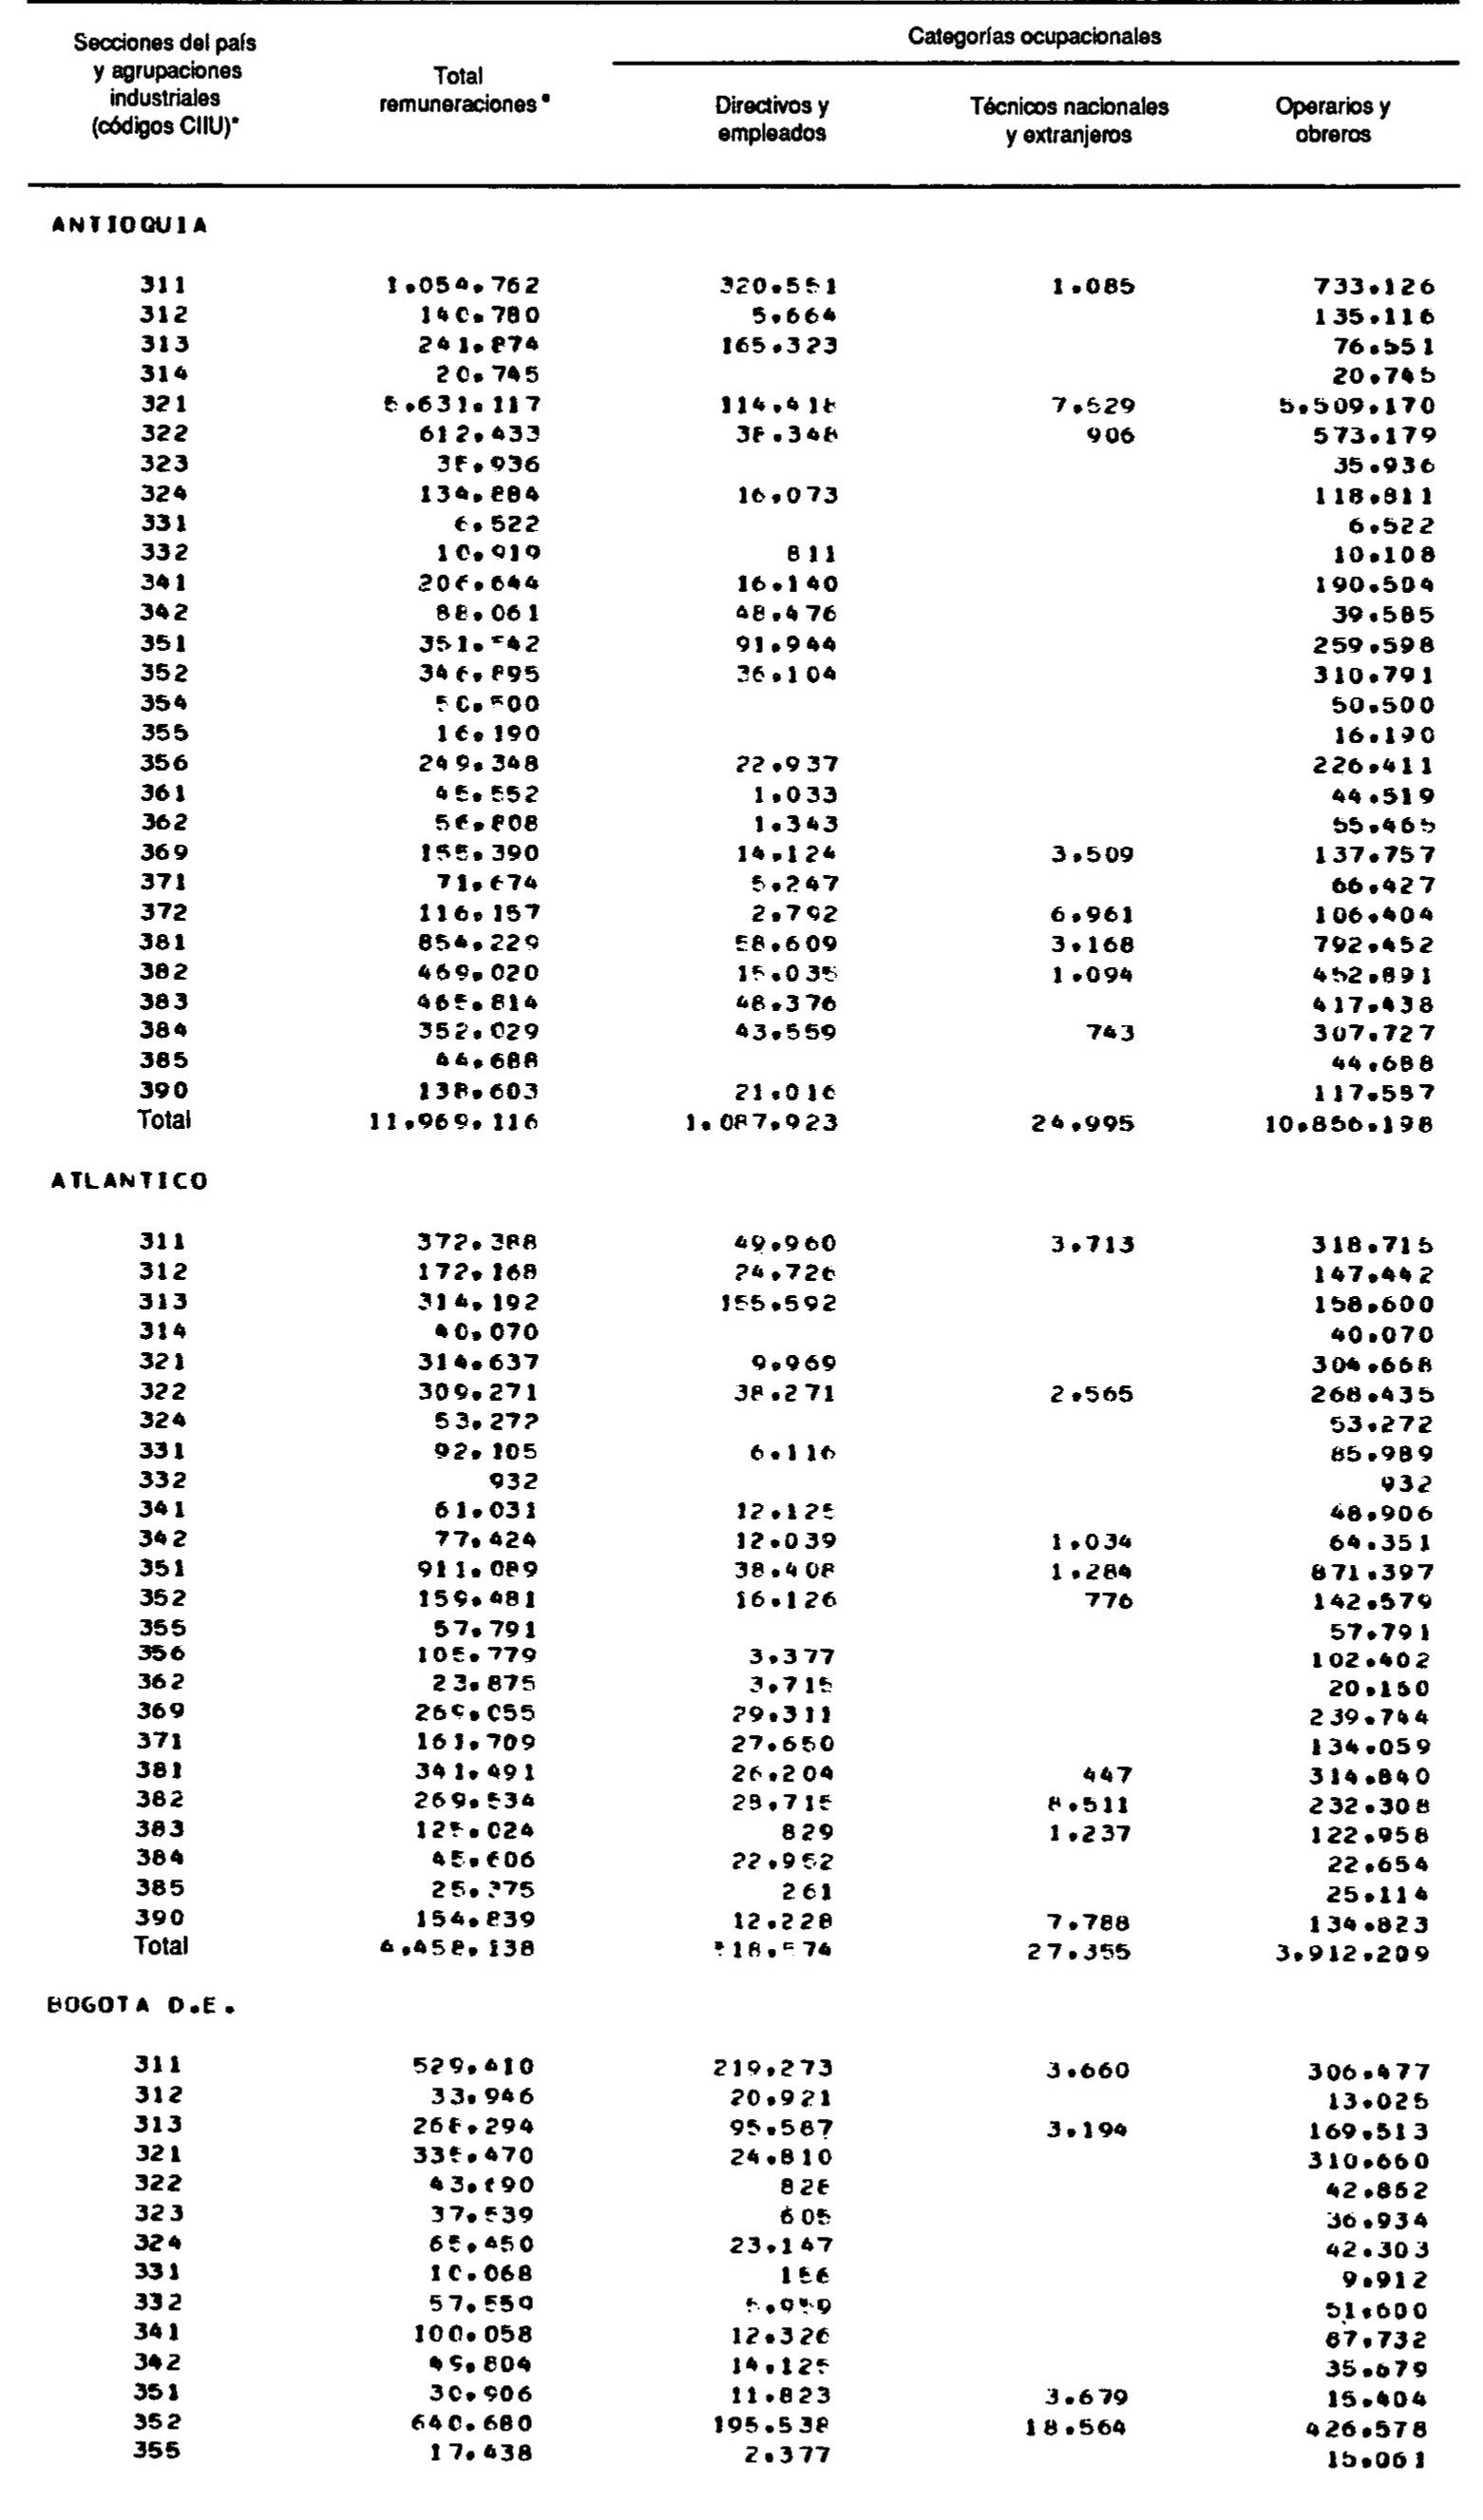 Categorías ocupacionales
Secciones del país
y agrupaciones
industriales
(códigos CIIU)*
Total
remuneraciones ª
Directivos y
empleados
Técnicos nacionales
y extranjeros
Operarios y
obreros
ANTIOQUIA
311 1.054.762 320.551 1.085 733.126
312 140.780 5.664 135.116
313 241.874 165.323 76.551
314 20.745 20.745
321 5.631.117 114.418 7.529 5.509.170
322 612.433 38.348 906 573.179
323 35.936 35.936
324 134.884 16.073 118.811
331 6.522 6.522
332 10.919 811 10.108
341 206.644 16.140 190.504
342 88.061 48.476 39.585
351 351.542 91.944 259.598
352 346.895 36.104 310.791
354 50.500 50.500
355 16.190 16.190
356 249.348 22.937 226.411
361 45.552 1.033 44.519
362 56.808 1.343 55.465
369 155.390 14.124 3.509 137.757
371 71.674 5.247 66.427
372 116.157 2.792 6.961 106.404
381 854.229 58.609 3.168 792.452
382 469.020 15.035 1.094 452.891
383 465.814 48.376 417.438
384 352.029 43.559 743 307.727
385 44.688 44.688
390 138.603 21.016 117.587
Total 11.969.116 1.087.923 24.995 10.856.198
ATLANTICO
311 372.388 49.960 3.713 318.715
312 172.168 24.726 147.442
313 314.192 155.592 158.600
314 40.070 40.070
321 314.637 9.969 304.668
322 309.271 38.271 2.565 268.435
324 53.272 53.272
331 92.105 6.116 85.989
332 932 932
341 61.031 12.125 48.906
342 77.424 12.039 1.034 64.351
351 911.089 38.408 1.284 871.397
352 159.481 16.126 776 142.579
355 57.791 57.791
356 105.779 3.377 102.402
362 23.875 3.715 20.160
369 269.055 29.311 239.744
371 161.709 27.650 134.059
381 341.491 26.204 447 314.840
382 269.534 28.715 8.511 232.308
383 125.024 829 1.237 122.958
384 45.606 22.952 22.654
385 25.375 261 25.114
390 154.839 12.228 7.788 134.823
Total 4.458.138 518.574 27.355 3.912.209
BOGOTA D.E.
311 529.410 219.273 3.660 306.477
312 33.946 20.921 13.025
313 268.294 95.587 3.194 169.513
321 335.470 24.810 310.660
322 43.690 828 42.862
323 37.539 605 36.934
324 65.450 23.147 42.303
331 10.068 156 9.912
332 57.559 5.959 51.600
341 100.058 12.326 87.732
342 49.804 14.125 35.679
351 30.906 11.823 3.679 15.404
352 640.680 195.538 18.564 426.578
355 17.438 2.377 15.061